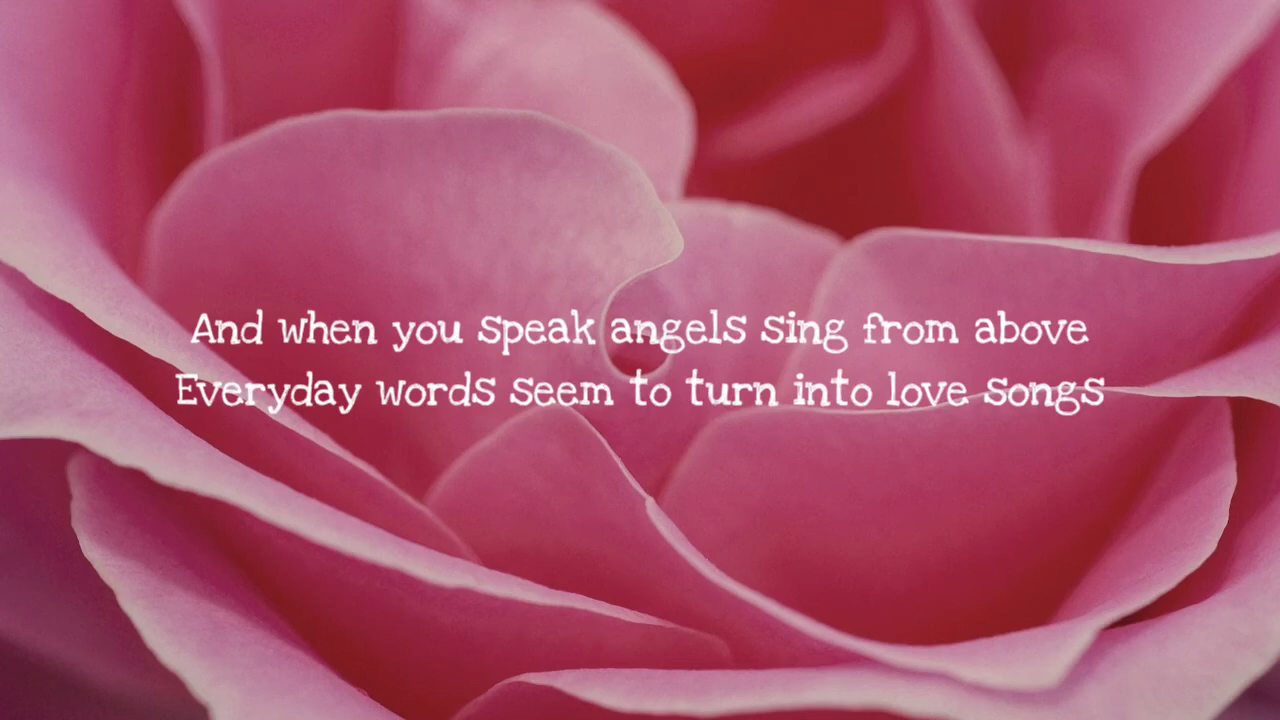 And when you speak angels sing from above
Everyday words seem to turn into love songs